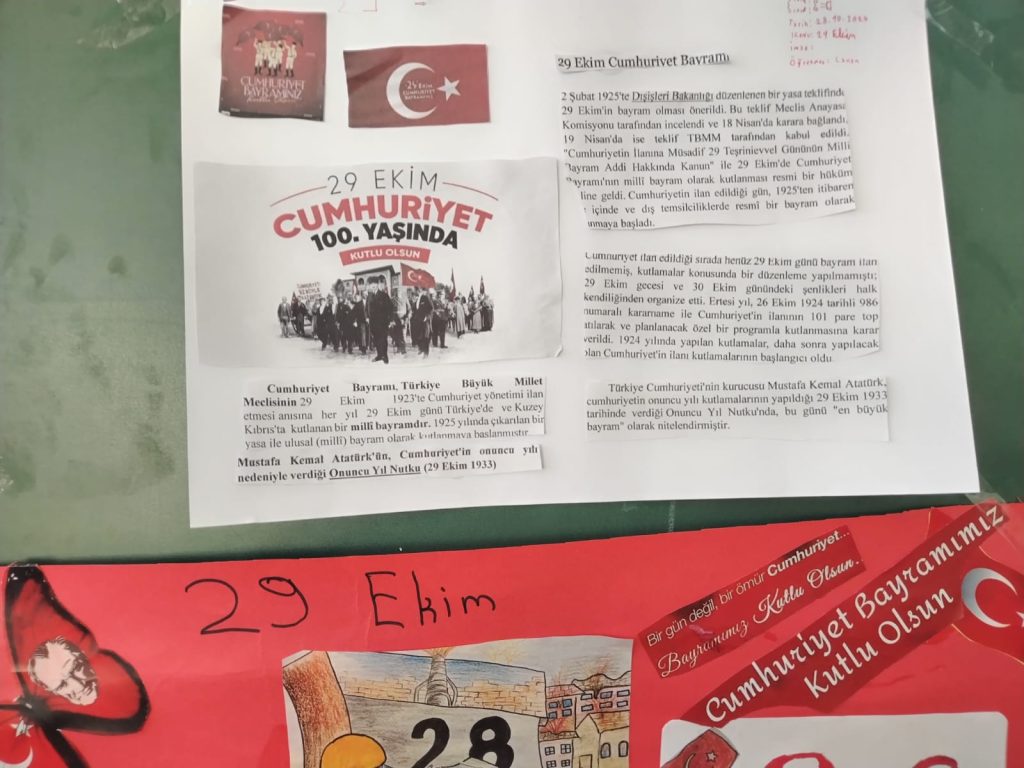 Tarih: 28.10.2024
Konu: 29 Ekim
CUMHURİYET
BAYRAMINIZ
29 EKİM
CUMHURİYET
BAYRAMI
29 EKİM
CUMHURİYET
100. YAŞINDA
KUTLU OLSUN
Cumhuriyet Bayramı, Türkiye Büyük Millet
Meclisinin 29 Ekim 1923'te Cumhuriyet yönetimi ilan
etmesi anısına her yıl 29 Ekim günü Türkiye'de ve Kuzey
Kıbrıs'ta kutlanan bir millî bayramdır. 1925 yılında çıkarılan bir
yasa ile ulusal (millî) bayram olarak kutlanmaya başlanmıştır
Mustafa Kemal Atatürk'ün, Cumhuriyet'in onuncu yılı
nedeniyle verdiği Onuncu Yıl Nutku (29 Ekim 1933)
29 Ekim Cumhuriyet Bayramı
2 Şubat 1925'te Dışişleri Bakanlığı düzenlenen bir yasa teklifinde
29 Ekim'in bayram olması önerildi. Bu teklif Meclis Anayasa
Komisyonu tarafından incelendi ve 18 Nisan'da karara bağlandı.
19 Nisan'da ise teklif TBMM tarafından kabul edildi.
"Cumhuriyetin İlanına Müsadif 29 Teşrinievvel Gününün Milli
Bayram Addi Hakkında Kanun" ile 29 Ekim'de Cumhuriyet
Bayramı'nın millî bayram olarak kutlanması resmî bir hüküm
line geldi. Cumhuriyetin ilan edildiği gün, 1925'ten itibaren
içinde ve dış temsilciliklerde resmî bir bayram olarak
unmaya başladı.
Cumhuriyet ilan edildiği sırada henüz 29 Ekim günü bayram ilan
edilmemiş, kutlamalar konusunda bir düzenleme yapılmamıştı;
29 Ekim gecesi ve 30 Ekim günündeki şenlikleri halk
kendiliğinden organize etti. Ertesi yıl, 26 Ekim 1924 tarihli 986
numaralı kararname ile Cumhuriyet'in ilanının 101 pare top
atılarak ve planlanacak özel bir programla kutlanmasına karar
verildi. 1924 yılında yapılan kutlamalar, daha sonra yapılacak
olan Cumhuriyet'in ilanı kutlamalarının başlangıcı oldu
Türkiye Cumhuriyeti'nin kurucusu Mustafa Kemal Atatürk,
cumhuriyetin onuncu yılı kutlamalarının yapıldığı 29 Ekim 1933
tarihinde verdiği Onuncu Yıl Nutku'nda, bu günü "en büyük
bayram" olarak nitelendirmiştir.
29 Ekim
28
Bir gün değil, bir ömür Cumhuriyet...
Bayramımız Kutlu Olsun.
Cumhuriyet Bayramımız
Kutlu Olsun